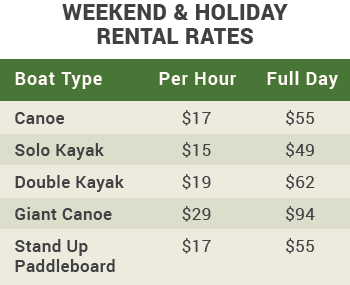 WEEKEND & HOLIDAY
RENTAL RATES
Boat Type Per Hour Full Day
Canoe $17 $55
Solo Kayak $15 $49
Double Kayak $19 $62
Giant Canoe $29 $94
Stand Up $17 $55
Paddleboard